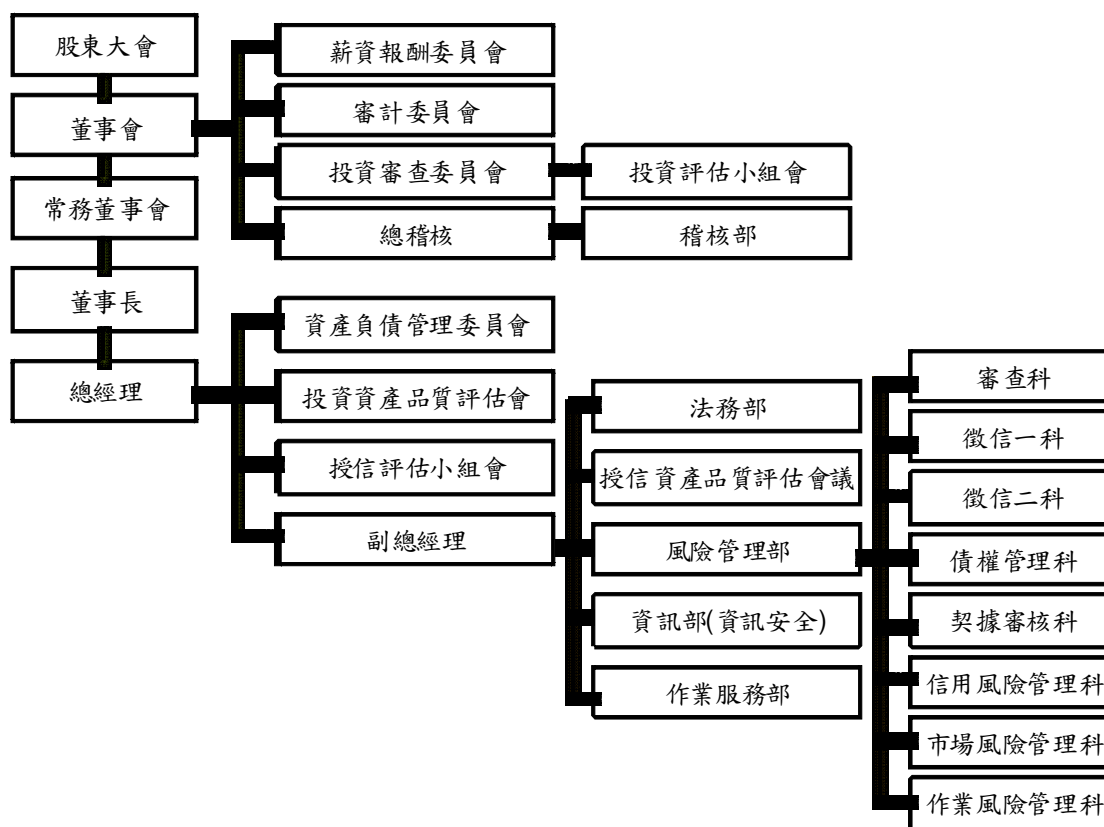 股東大會
董事會
常務董事會
董事長
總經理
薪資報酬委員會
審計委員會
投資審查委員會
總稽核
投資評估小組會
稽核部
資產負債管理委員會
投資資產品質評估會
授信評估小組會
副總經理
法務部
授信資產品質評估會議
風險管理部
資訊部(資訊安全)
作業服務部
審查科
徵信一科
徵信二科
債權管理科
契據審核科
信用風險管理科
市場風險管理科
作業風險管理科